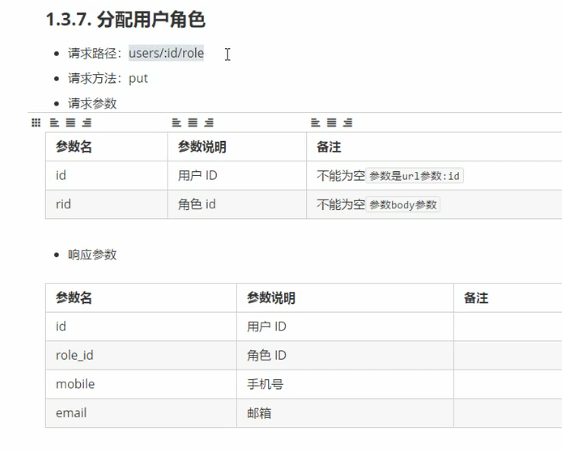 1.3.7. 分配用户角色
请求路径：users/:id/role
请求方法：put
请求参数
参数名 参数说明 备注
id 用户 ID 不能为空 参数是url参数:id
rid 角色 id 不能为空 参数body参数
响应参数
参数名 参数说明 备注
id 用户 ID
role_id 角色 ID
mobile 手机号
email 邮箱